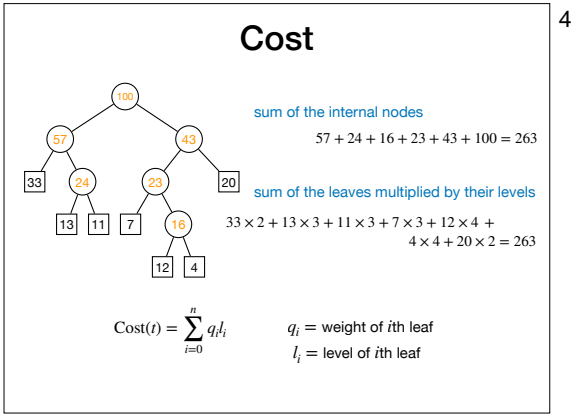 4
Cost
100
57
43
33
24
23
20
13
11
7
16
12
4
sum of the internal nodes
57 + 24 + 16 + 23 + 43 + 100 = 263
sum of the leaves multiplied by their levels
33 × 2 + 13 × 3 + 11 × 3 + 7 × 3 + 12 × 4 +
4 × 4 + 20 × 2 = 263
Cost(t) = ∑_{i=0}^{n} q_i l_i
q_i = weight of ith leaf
l_i = level of ith leaf